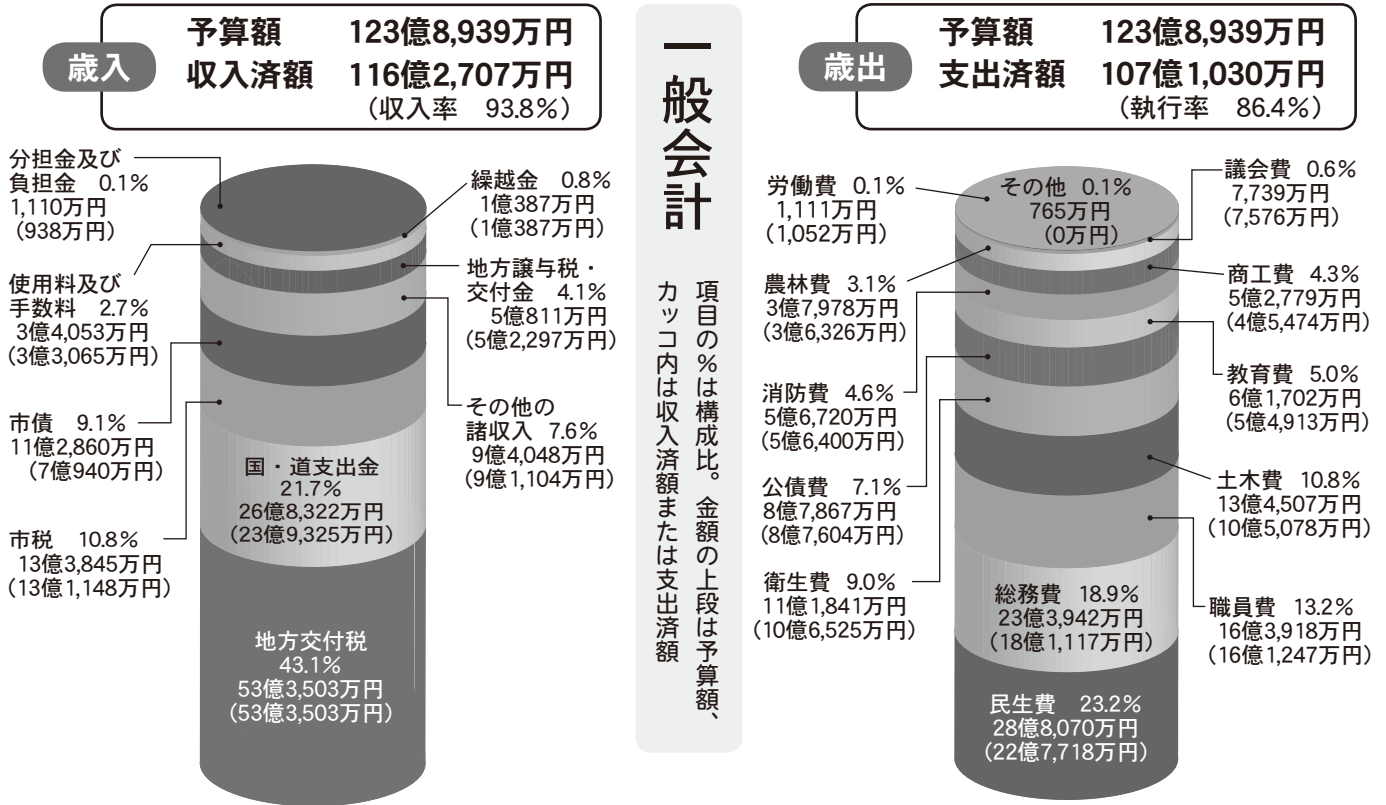 歳入
予算額 123億8,939万円
収入済額 116億2,707万円
（収入率 93.8％）
分担金及び
負担金 0.1％
1,110万円
（938万円）
使用料及び
手数料 2.7％
3億4,053万円
（3億3,065万円）
市債 9.1％
11億2,860万円
（7億940万円）
市税 10.8％
13億3,845万円
（13億1,148万円）
繰越金 0.8％
1億387万円
（1億387万円）
地方譲与税・
交付金 4.1％
5億811万円
（5億2,297万円）
その他の
諸収入 7.6％
9億4,048万円
（9億1,104万円）
国・道支出金
21.7％
26億8,322万円
（23億9,325万円）
地方交付税
43.1％
53億3,503万円
（53億3,503万円）
一般会計
項目の％は構成比。金額の上段は予算額、
カッコ内は収入済額または支出済額
歳出
予算額 123億8,939万円
支出済額 107億1,030万円
（執行率 86.4％）
労働費 0.1％
1,111万円
（1,052万円）
農林費 3.1％
3億7,978万円
（3億6,326万円）
消防費 4.6％
5億6,720万円
（5億6,400万円）
公債費 7.1％
8億7,867万円
（8億7,604万円）
衛生費 9.0％
11億1,841万円
（10億6,525万円）
その他 0.1％
765万円
（0万円）
議会費 0.6％
7,739万円
（7,576万円）
商工費 4.3％
5億2,779万円
（4億5,474万円）
教育費 5.0％
6億1,702万円
（5億4,913万円）
土木費 10.8％
13億4,507万円
（10億5,078万円）
職員費 13.2％
16億3,918万円
（16億1,247万円）
総務費 18.9％
23億3,942万円
（18億1,117万円）
民生費 23.2％
28億8,070万円
（22億7,718万円）